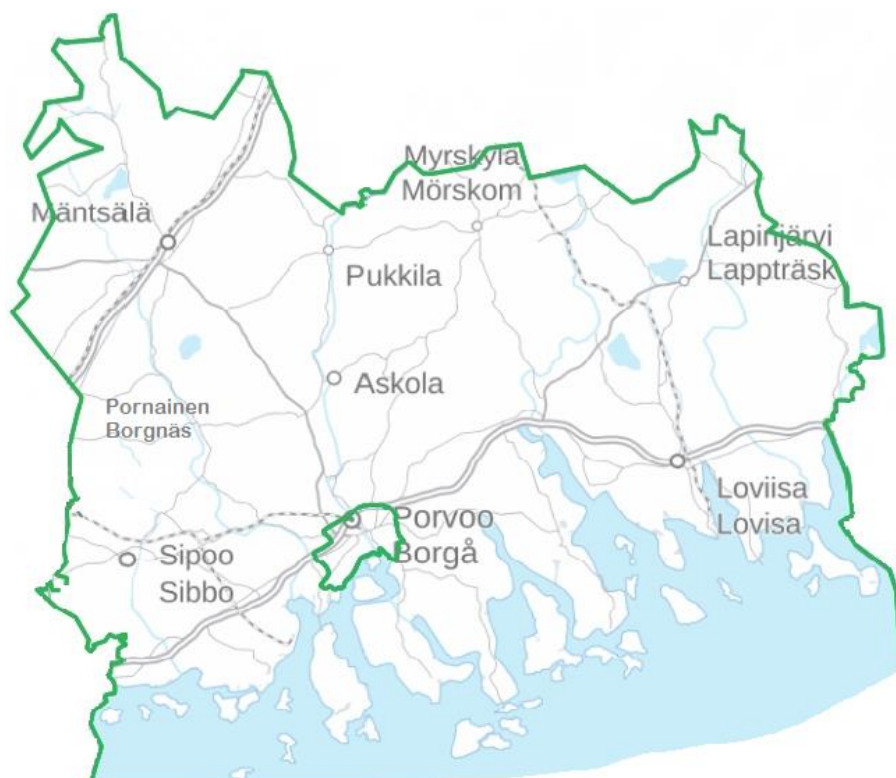 Myrskylä
Mörskom
Mäntsälä
Lapinjärvi
Lappträsk
Pukkila
Askola
Pornainen
Borgnäs
Loviisa
Lovisa
Porvoo
Borgå
Sipoo
Sibbo